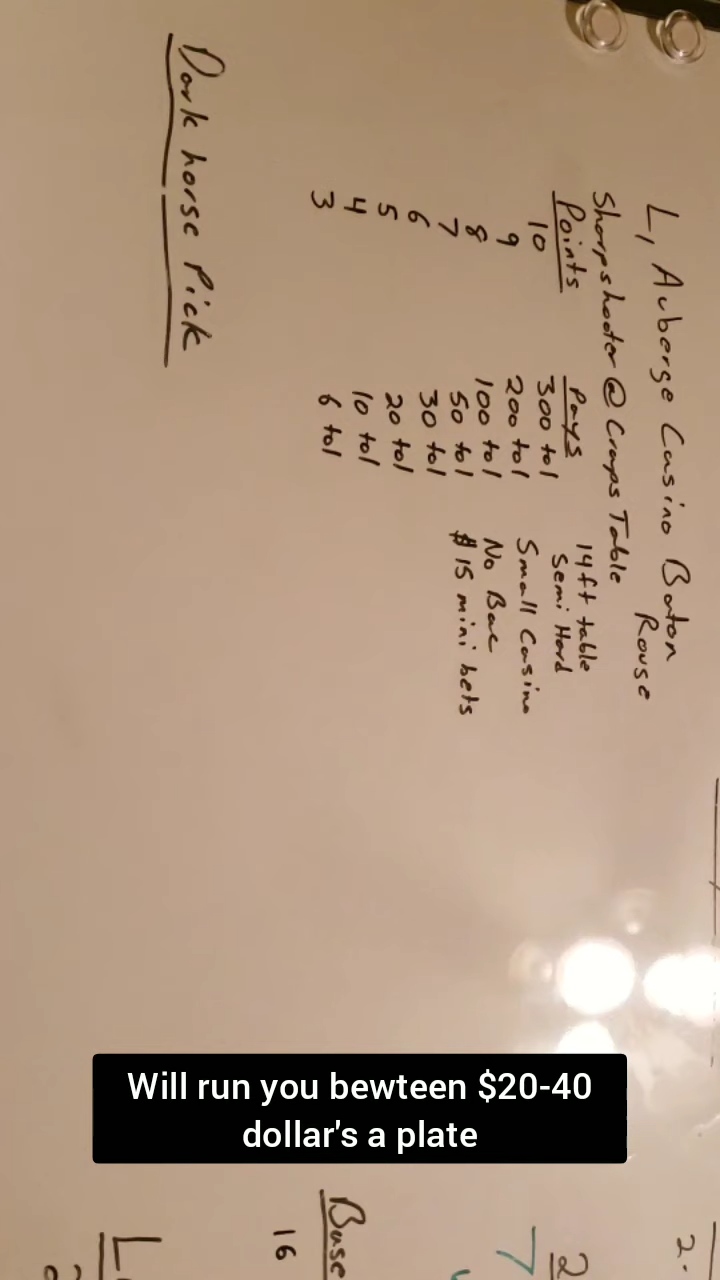 L, Auberge Casino Baton
Rouse
Sharpshooter @ Craps Table
Points Pays
10 300 to 1
9 200 to 1
8 100 to 1
7 50 to 1
6 30 to 1
5 20 to 1
4 10 to 1
3 6 to 1
14ft table
Semi Hard
Small Casino
No Bac
$15 mini bets
Dark horse Pick
2.
2
7
Base
16
L
Will run you bewteen $20-40
dollar's a plate